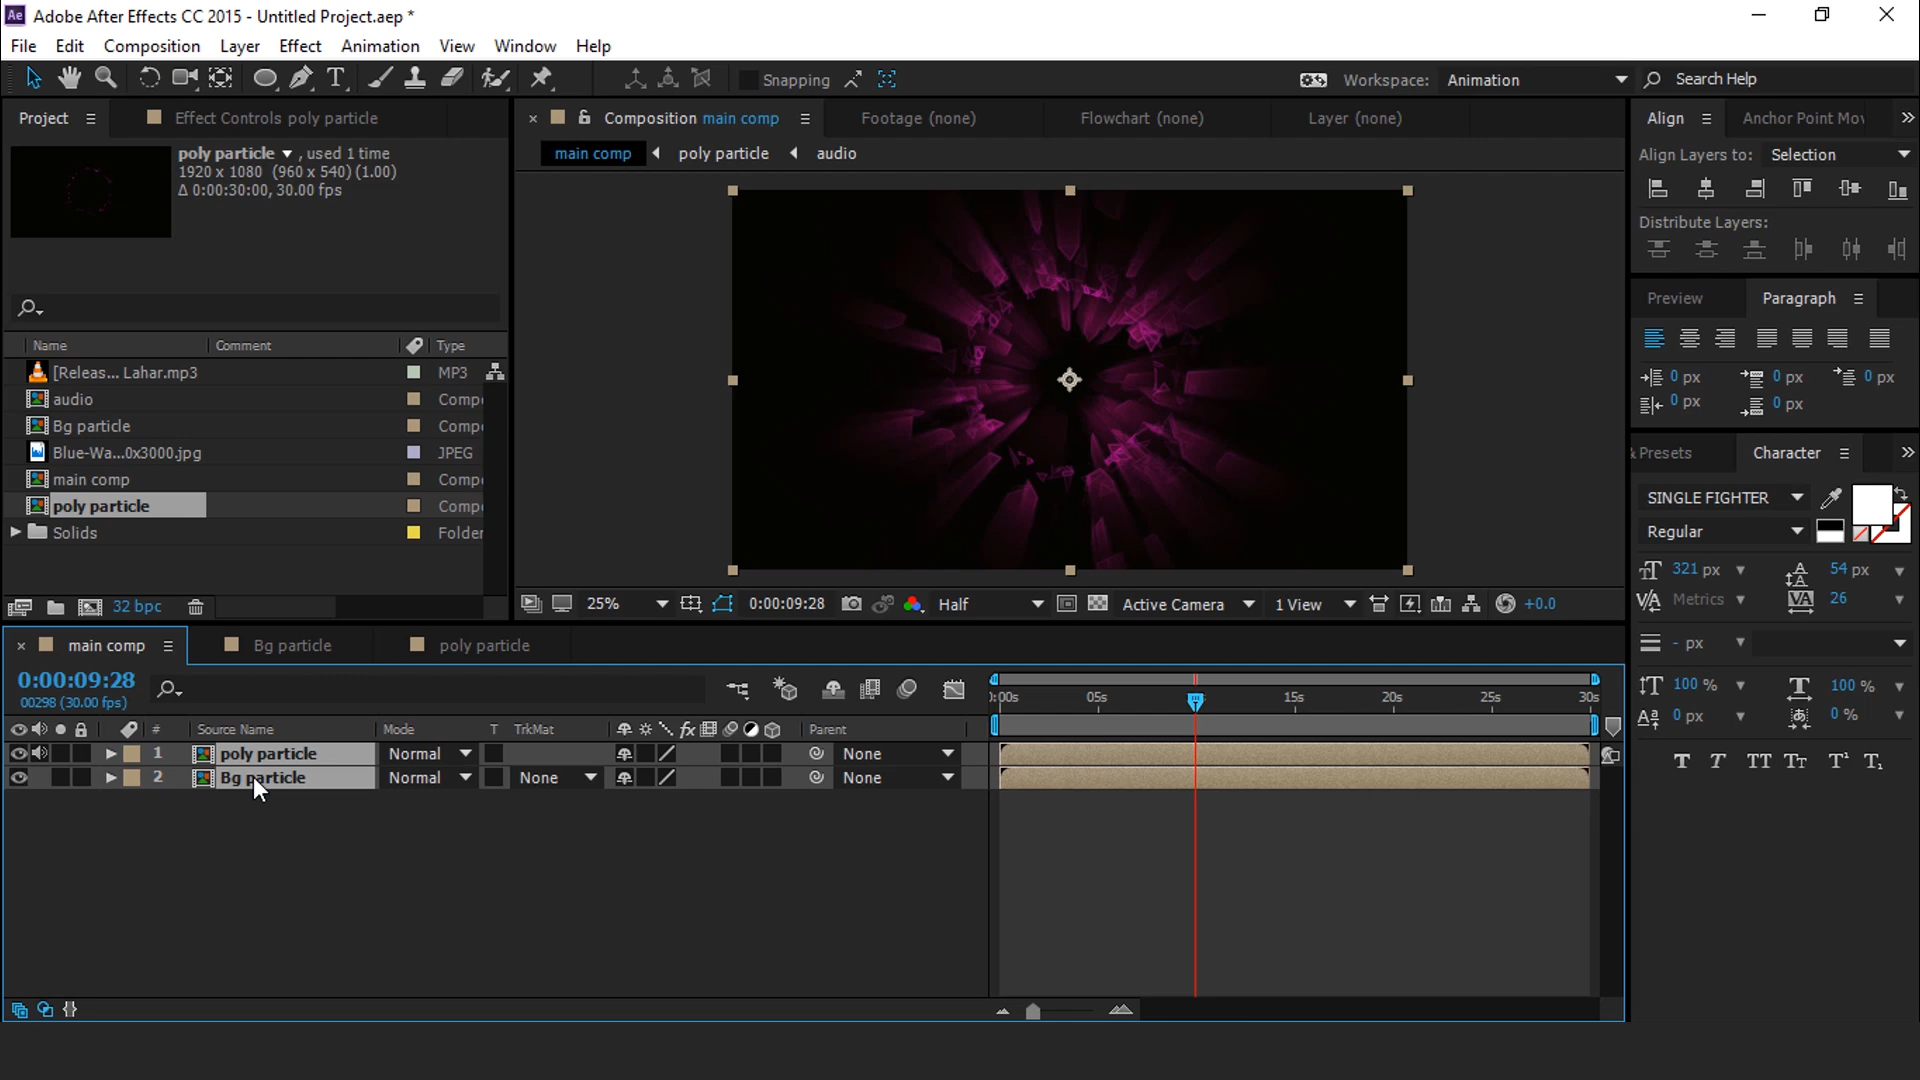 Ae Adobe After Effects CC 2015 - Untitled Project.aep *
File Edit Composition Layer Effect Animation View Window Help
T Snapping Workspace: Animation Search Help
Project Effect Controls poly particle Composition main comp Footage (none) Flowchart (none) Layer (none) Align
poly particle , used 1 time
1920 x 1080 (960 x 540) (1.00)
Δ 0:00:30:00, 30.00 fps
main comp poly particle audio
Align Layers to: Selection
Distribute Layers:
Preview Paragraph
Name Comment Type
[Releas... Lahar.mp3 MP3
audio Comp
Bg particle Comp
Blue-Wa...0x3000.jpg JPEG
main comp Comp
poly particle Comp
Solids Folder
0 px 0 px 0 px
0 px 0 px
& Presets Character
SINGLE FIGHTER
Regular
321 px 54 px
Metrics 26
- px
100 % 100 %
0 px 0 %
T T TT Tt T¹ T₁
32 bpc
25% 0:00:09:28 Half Active Camera 1 View +0.0
main comp Bg particle poly particle
0:00:09:28
00298 (30.00 fps)
):00s 05s 15s 20s 25s 30s
# Source Name Mode T TrkMat fx Parent
1 poly particle Normal None
2 Bg particle Normal None None